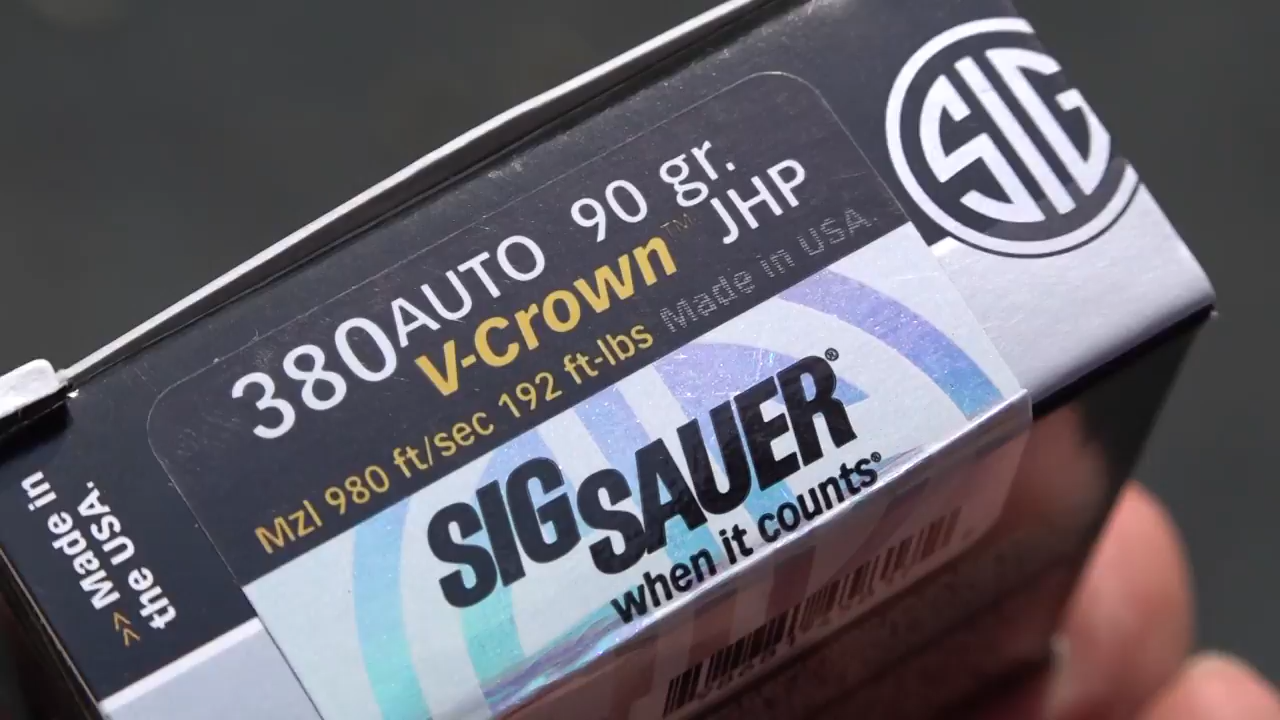 SIG
380 AUTO 90 gr.
V-Crown™ JHP
Mzl 980 ft/sec 192 ft-lbs Made in USA.
SIG SAUER®
when it counts®
>> Made in
the USA.